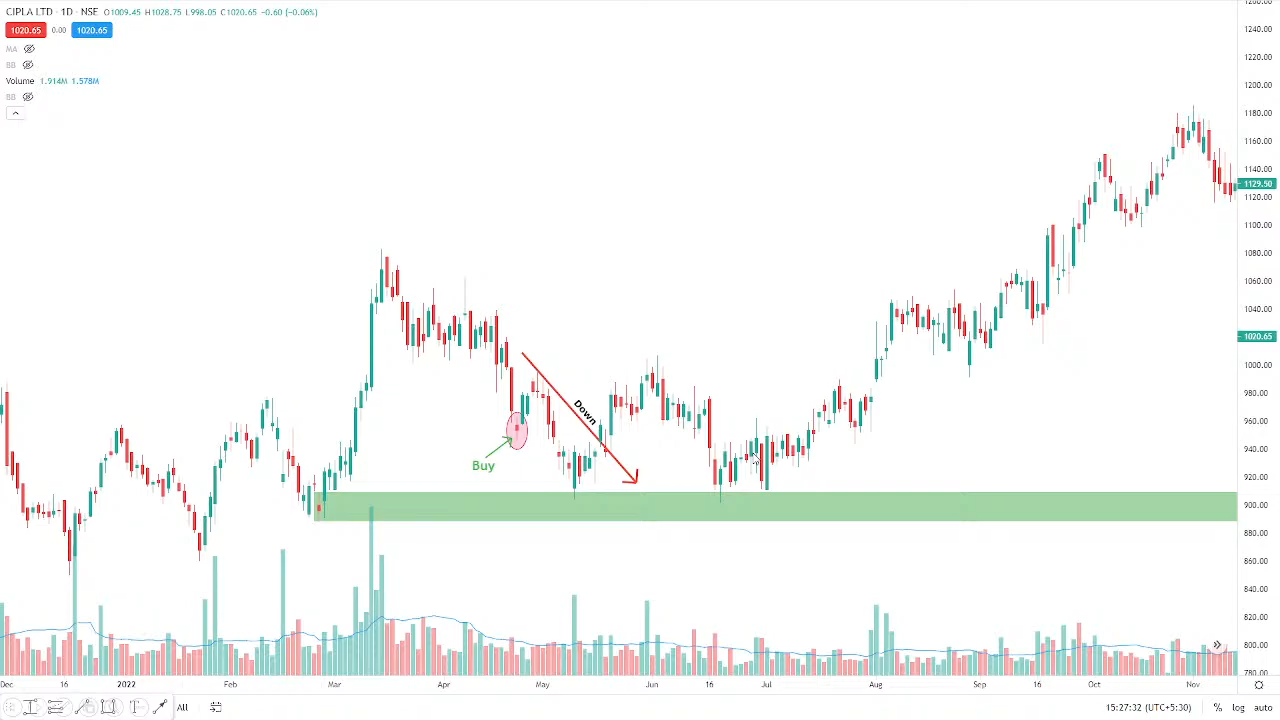 CIPLA LTD · 1D · NSE O1009.45 H1028.75 L998.05 C1020.65 −0.60 (−0.06%)
1020.65 0.00 1020.65
MA
BB
Volume 1.914M 1.578M
BB
1240.00
1220.00
1200.00
1180.00
1160.00
1140.00
1129.50
1120.00
1100.00
1080.00
1060.00
1040.00
1020.65
1000.00
980.00
960.00
940.00
920.00
900.00
880.00
860.00
840.00
820.00
800.00
780.00
Down
Buy
Dec 16 2022 Feb Mar Apr May Jun 16 Jul Aug Sep 16 Oct Nov
All 15:27:32 (UTC+5:30) % log auto